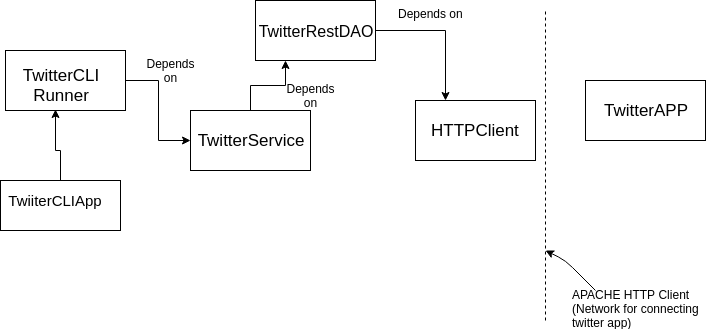 Depends on
TwitterRestDAO
TwitterCLI
Runner
Depends
on
Depends
on
TwitterService
HTTPClient
TwitterAPP
TwiiterCLIApp
APACHE HTTP Client
(Network for connecting
twitter app)